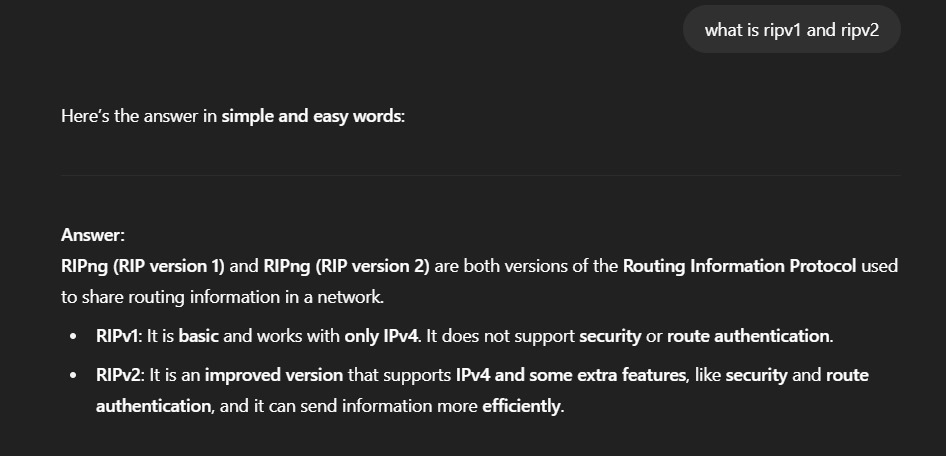 what is ripv1 and ripv2
Here’s the answer in simple and easy words:
Answer:
RIPng (RIP version 1) and RIPng (RIP version 2) are both versions of the Routing Information Protocol used
to share routing information in a network.
• RIPv1: It is basic and works with only IPv4. It does not support security or route authentication.
• RIPv2: It is an improved version that supports IPv4 and some extra features, like security and route
authentication, and it can send information more efficiently.